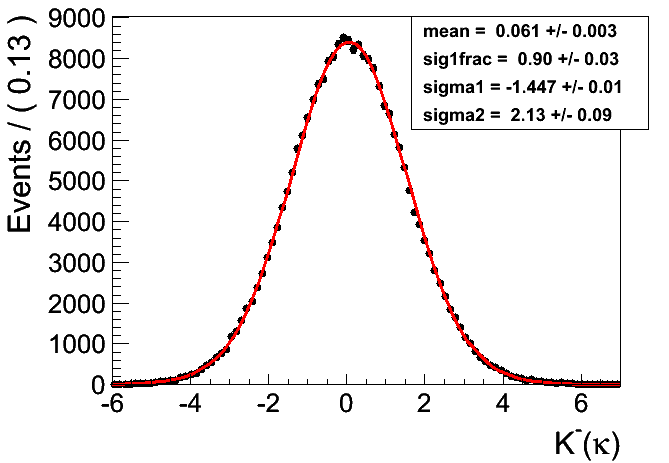 Events / ( 0.13 )
9000
8000
7000
6000
5000
4000
3000
2000
1000
0
mean = 0.061 +/- 0.003
sig1frac = 0.90 +/- 0.03
sigma1 = -1.447 +/- 0.01
sigma2 = 2.13 +/- 0.09
-6 -4 -2 0 2 4 6
K⁻(κ)